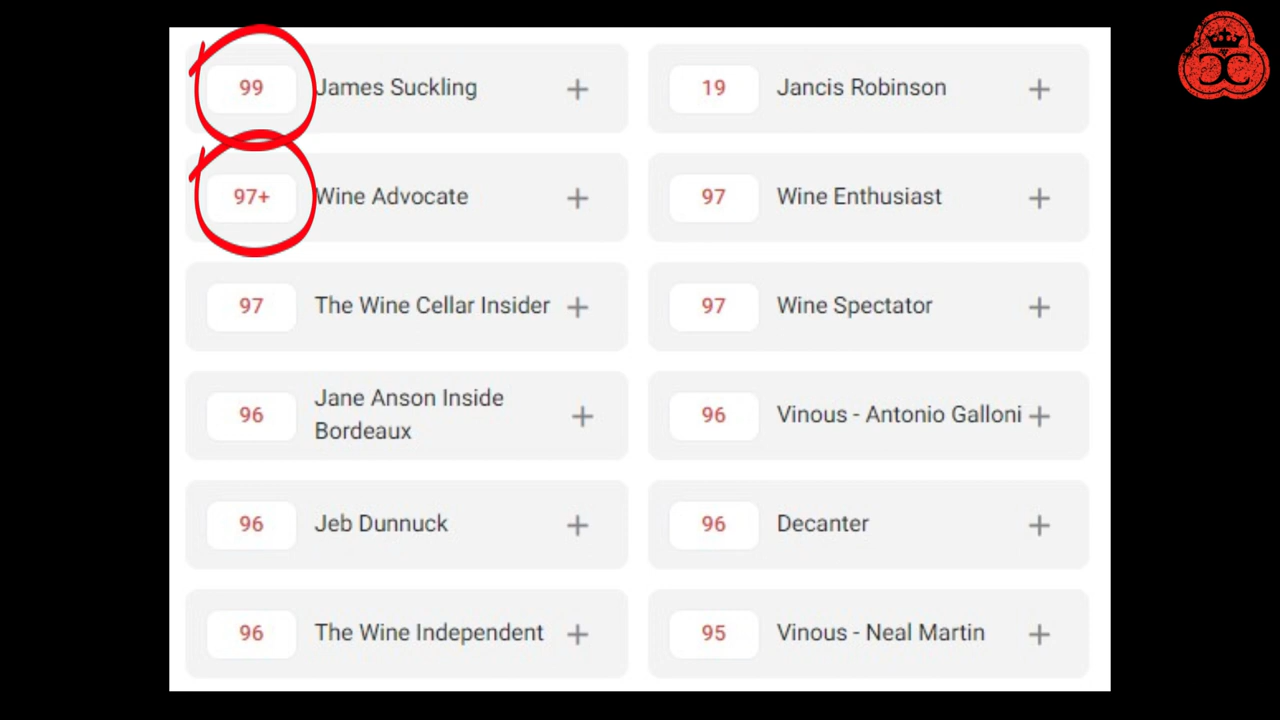 99 James Suckling +
19 Jancis Robinson +
97+ Wine Advocate +
97 Wine Enthusiast +
97 The Wine Cellar Insider +
97 Wine Spectator +
96 Jane Anson Inside
Bordeaux +
96 Vinous - Antonio Galloni +
96 Jeb Dunnuck +
96 Decanter +
96 The Wine Independent +
95 Vinous - Neal Martin +